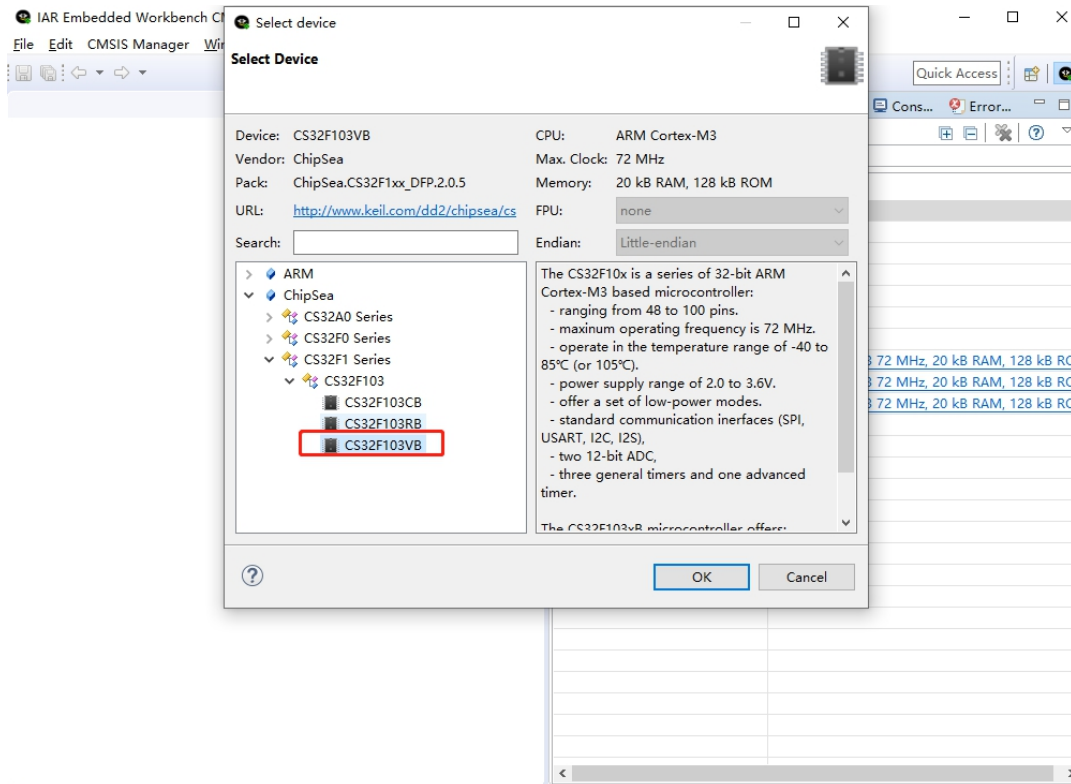 IAR Embedded Workbench
Select device
File Edit CMSIS Manager
Select Device
Quick Access
Cons...
Error...
Device: CS32F103VB
CPU: ARM Cortex-M3
Vendor: ChipSea
Max. Clock: 72 MHz
Pack: ChipSea.CS32F1xx_DFP.2.0.5
Memory: 20 kB RAM, 128 kB ROM
URL: http://www.keil.com/dd2/chipsea/cs
FPU: none
Search:
Endian: Little-endian
ARM
ChipSea
CS32A0 Series
CS32F0 Series
CS32F1 Series
CS32F103
CS32F103CB
CS32F103RB
CS32F103VB
The CS32F10x is a series of 32-bit ARM
Cortex-M3 based microcontroller:
- ranging from 48 to 100 pins.
- maxinum operating frequency is 72 MHz.
- operate in the temperature range of -40 to
85℃ (or 105℃).
- power supply range of 2.0 to 3.6V.
- offer a set of low-power modes.
- standard communication inerfaces (SPI,
USART, I2C, I2S),
- two 12-bit ADC,
- three general timers and one advanced
timer.
The CS32F103xB microcontroller offers:
72 MHz, 20 kB RAM, 128 kB
72 MHz, 20 kB RAM, 128 kB
72 MHz, 20 kB RAM, 128 kB
OK
Cancel